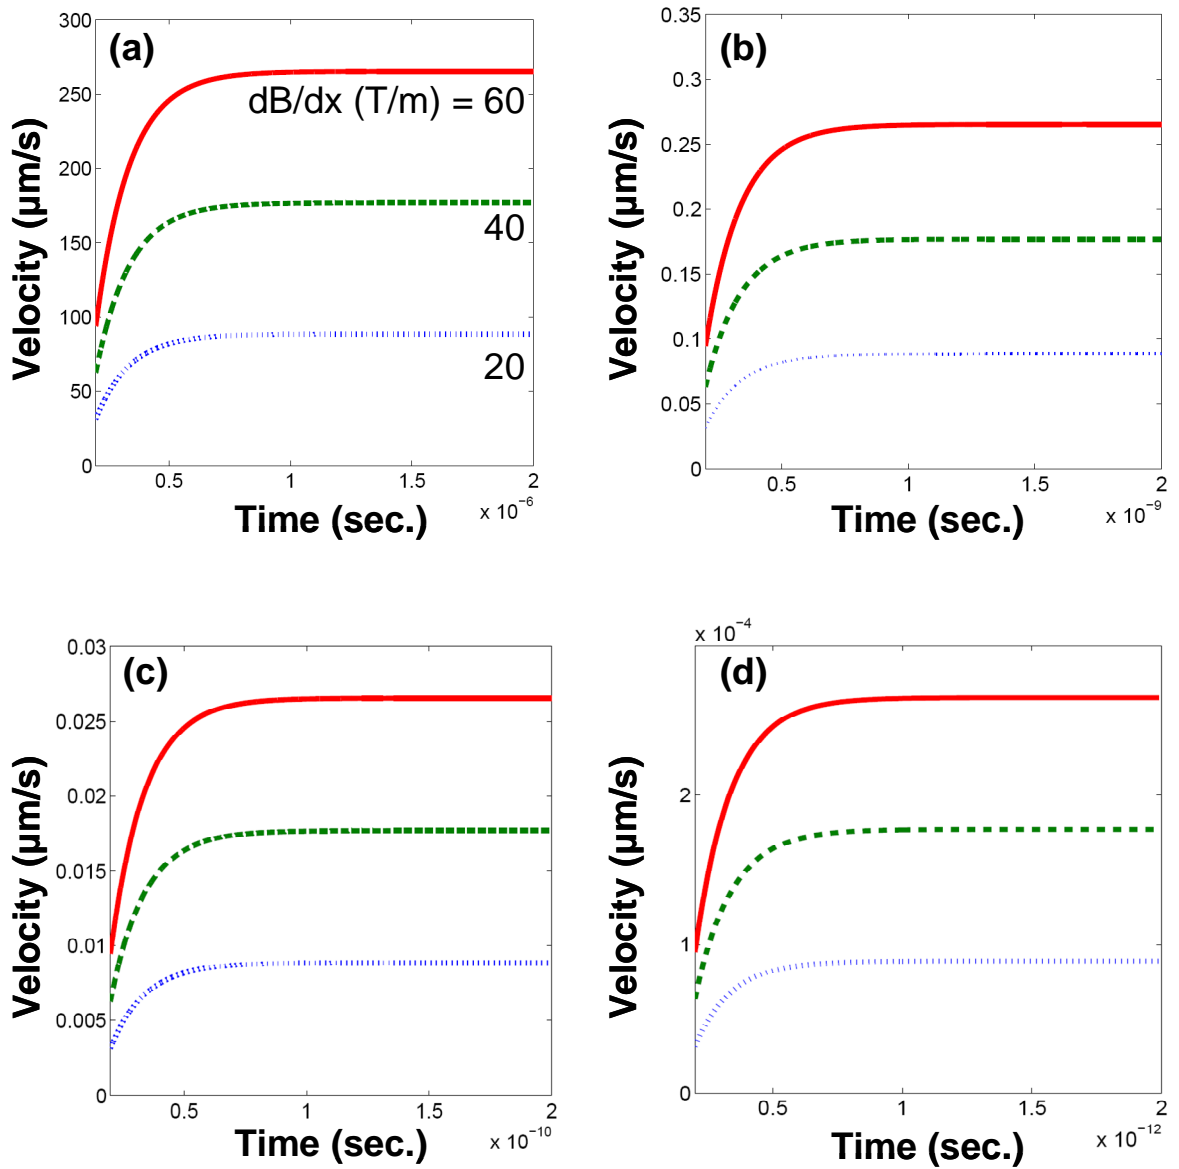 (a)
300
250
200
150
100
50
0
dB/dx (T/m) = 60
40
20
Velocity (µm/s)
0.5 1 1.5 2
x 10⁻⁶
Time (sec.)
(b)
0.35
0.3
0.25
0.2
0.15
0.1
0.05
0
Velocity (µm/s)
0.5 1 1.5 2
x 10⁻⁹
Time (sec.)
(c)
0.03
0.025
0.02
0.015
0.01
0.005
0
Velocity (µm/s)
0.5 1 1.5 2
x 10⁻¹⁰
Time (sec.)
x 10⁻⁴
(d)
2
1
0
Velocity (µm/s)
0.5 1 1.5 2
x 10⁻¹²
Time (sec.)